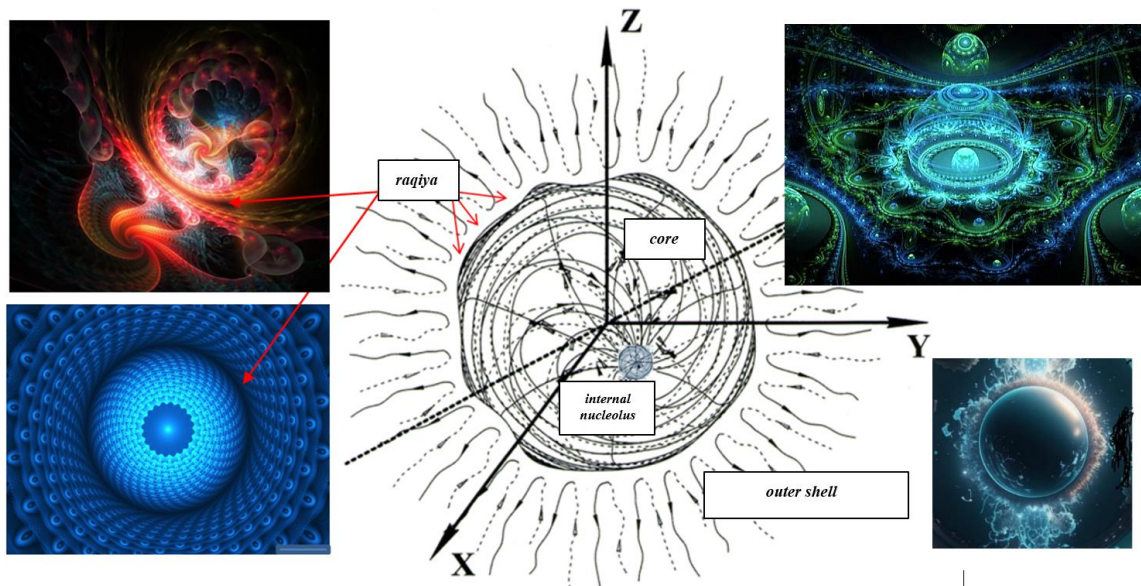 Z
raqiya
core
Y
internal
nucleolus
outer shell
X